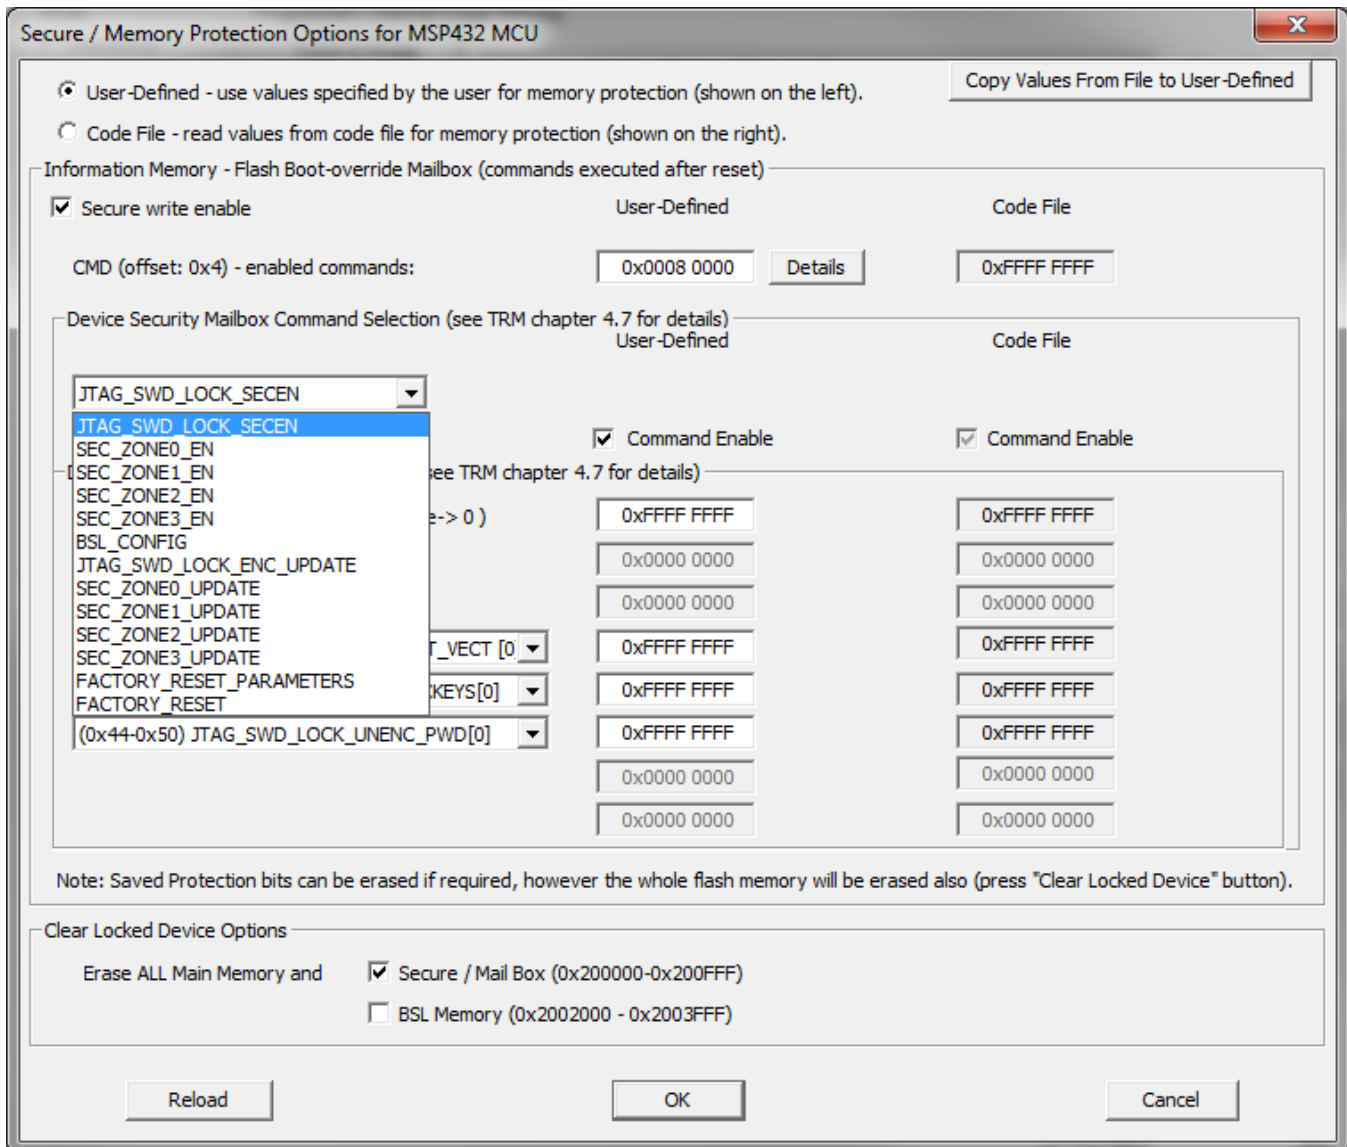 Secure / Memory Protection Options for MSP432 MCU
x
User-Defined - use values specified by the user for memory protection (shown on the left).
Copy Values From File to User-Defined
Code File - read values from code file for memory protection (shown on the right).
Information Memory - Flash Boot-override Mailbox (commands executed after reset)
Secure write enable
User-Defined
Code File
CMD (offset: 0x4) - enabled commands:
0x0008 0000
Details
0xFFFF FFFF
Device Security Mailbox Command Selection (see TRM chapter 4.7 for details)
User-Defined
Code File
JTAG_SWD_LOCK_SECEN
JTAG_SWD_LOCK_SECEN
SEC_ZONE0_EN
SEC_ZONE1_EN
SEC_ZONE2_EN
SEC_ZONE3_EN
BSL_CONFIG
JTAG_SWD_LOCK_ENC_UPDATE
SEC_ZONE0_UPDATE
SEC_ZONE1_UPDATE
SEC_ZONE2_UPDATE
SEC_ZONE3_UPDATE
FACTORY_RESET_PARAMETERS
FACTORY_RESET
Command Enable
Command Enable
see TRM chapter 4.7 for details)
-> 0 )
0xFFFF FFFF
0xFFFF FFFF
0x0000 0000
0x0000 0000
0x0000 0000
0x0000 0000
T_VECT [0]
0xFFFF FFFF
0xFFFF FFFF
KEYS[0]
0xFFFF FFFF
0xFFFF FFFF
(0x44-0x50) JTAG_SWD_LOCK_UNENC_PWD[0]
0xFFFF FFFF
0xFFFF FFFF
0x0000 0000
0x0000 0000
0x0000 0000
0x0000 0000
Note: Saved Protection bits can be erased if required, however the whole flash memory will be erased also (press "Clear Locked Device" button).
Clear Locked Device Options
Erase ALL Main Memory and
Secure / Mail Box (0x200000-0x200FFF)
BSL Memory (0x2002000 - 0x2003FFF)
Reload
OK
Cancel